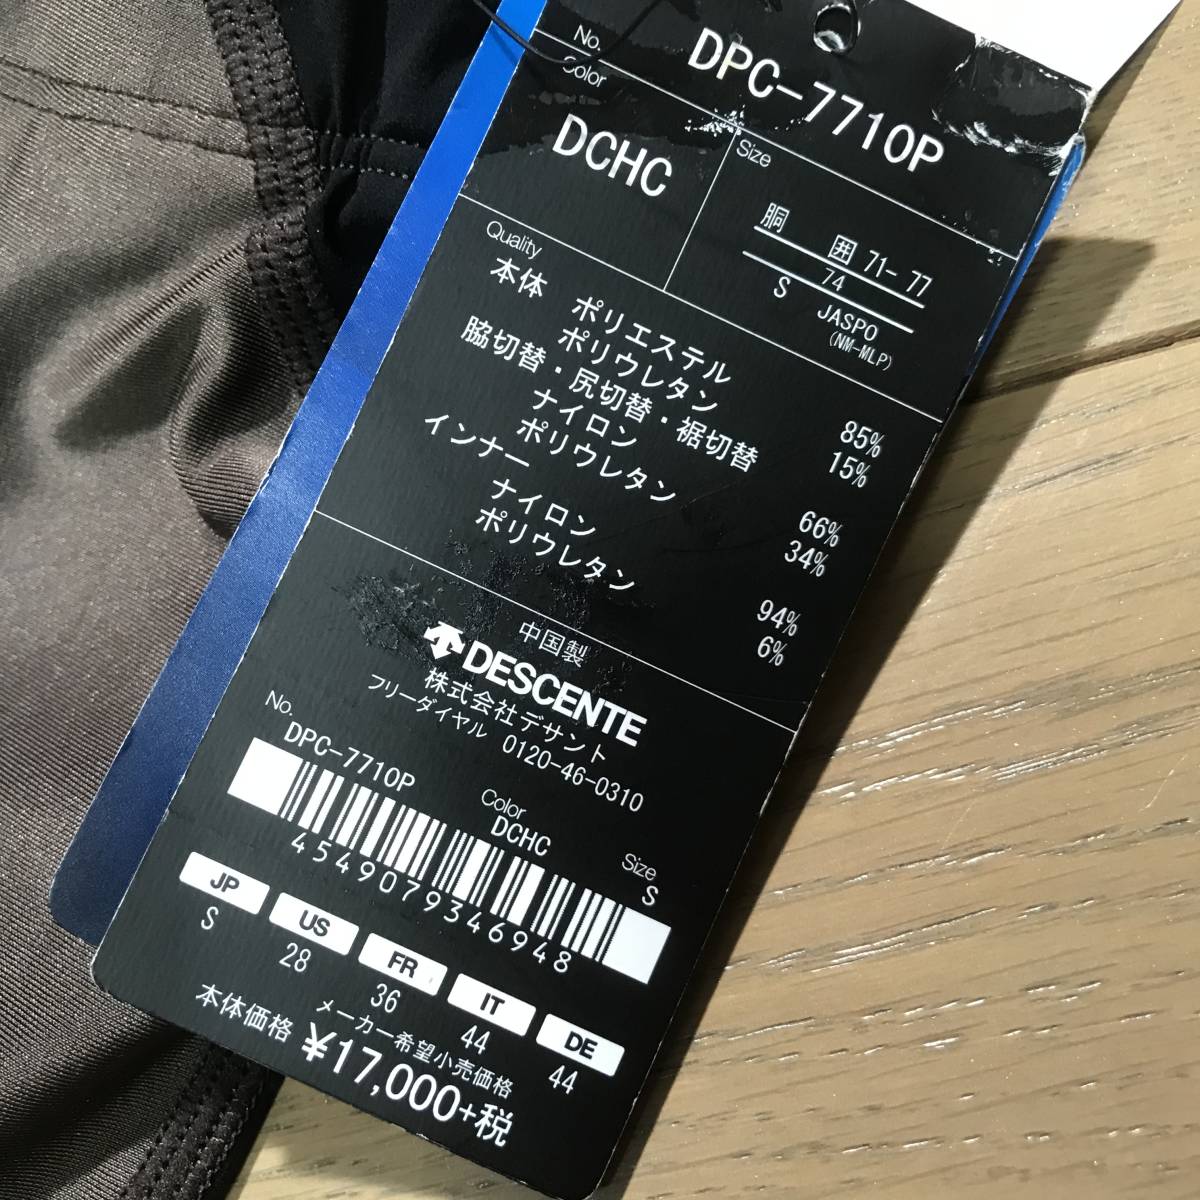 No.
DPC-7710P
Color
DCHC
Size
胴 囲 71- 77
74
S JASPO
(NM-MLP)
Quality
本体 ポリエステル 85%
ポリウレタン 15%
脇切替・尻切替・裾切替
ナイロン 66%
ポリウレタン 34%
インナー
ナイロン 94%
ポリウレタン 6%
中国製
DESCENTE
株式会社デサント
フリーダイヤル 0120-46-0310
No.
DPC-7710P
Color
DCHC
Size
S
4549079346948
JP US FR IT DE
S 28 36 44 44
メーカー希望小売価格
本体価格 ¥17,000+税